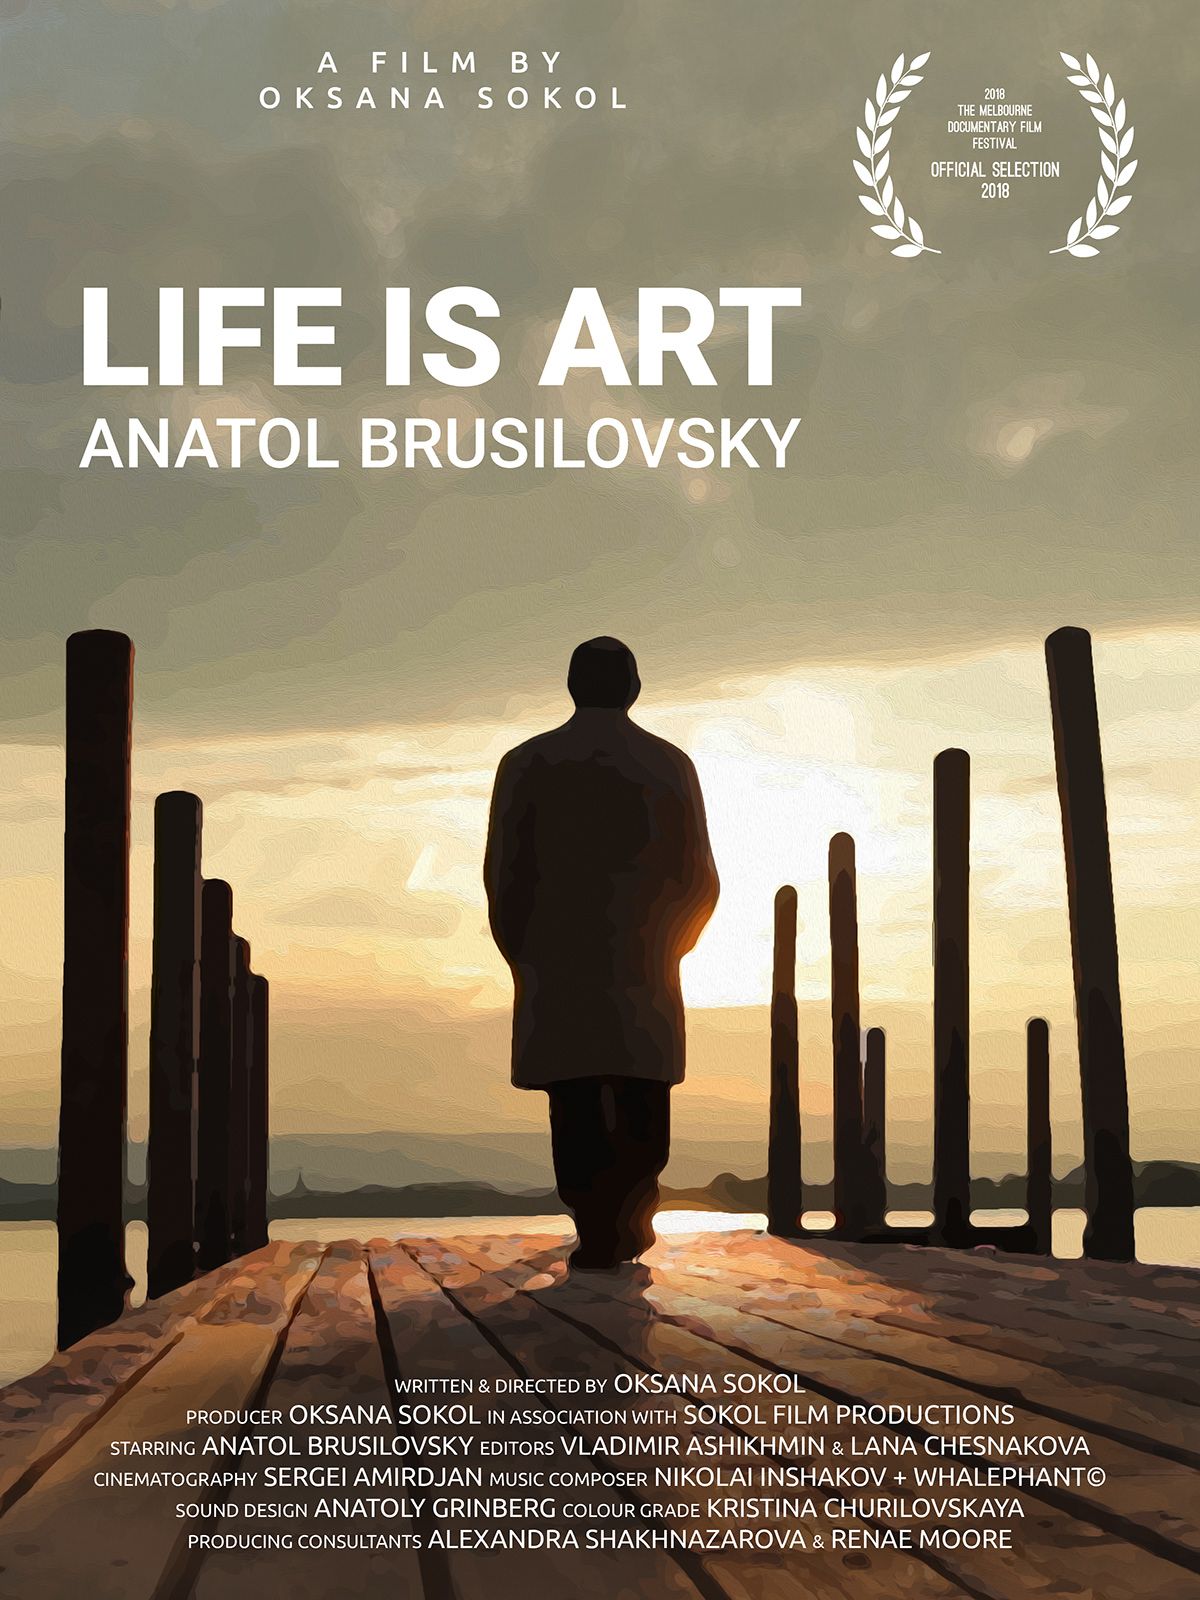 A FILM BY
OKSANA SOKOL
2018
THE MELBOURNE
DOCUMENTARY FILM
FESTIVAL
OFFICIAL SELECTION
2018
LIFE IS ART
ANATOL BRUSILOVSKY
WRITTEN & DIRECTED BY OKSANA SOKOL
PRODUCER OKSANA SOKOL IN ASSOCIATION WITH SOKOL FILM PRODUCTIONS
STARRING ANATOL BRUSILOVSKY EDITORS VLADIMIR ASHIKHMIN & LANA CHESNAKOVA
CINEMATOGRAPHY SERGEI AMIRDJAN MUSIC COMPOSER NIKOLAI INSHAKOV + WHALEPHANT©
SOUND DESIGN ANATOLY GRINBERG COLOUR GRADE KRISTINA CHURILOVSKAYA
PRODUCING CONSULTANTS ALEXANDRA SHAKHNAZAROVA & RENAE MOORE